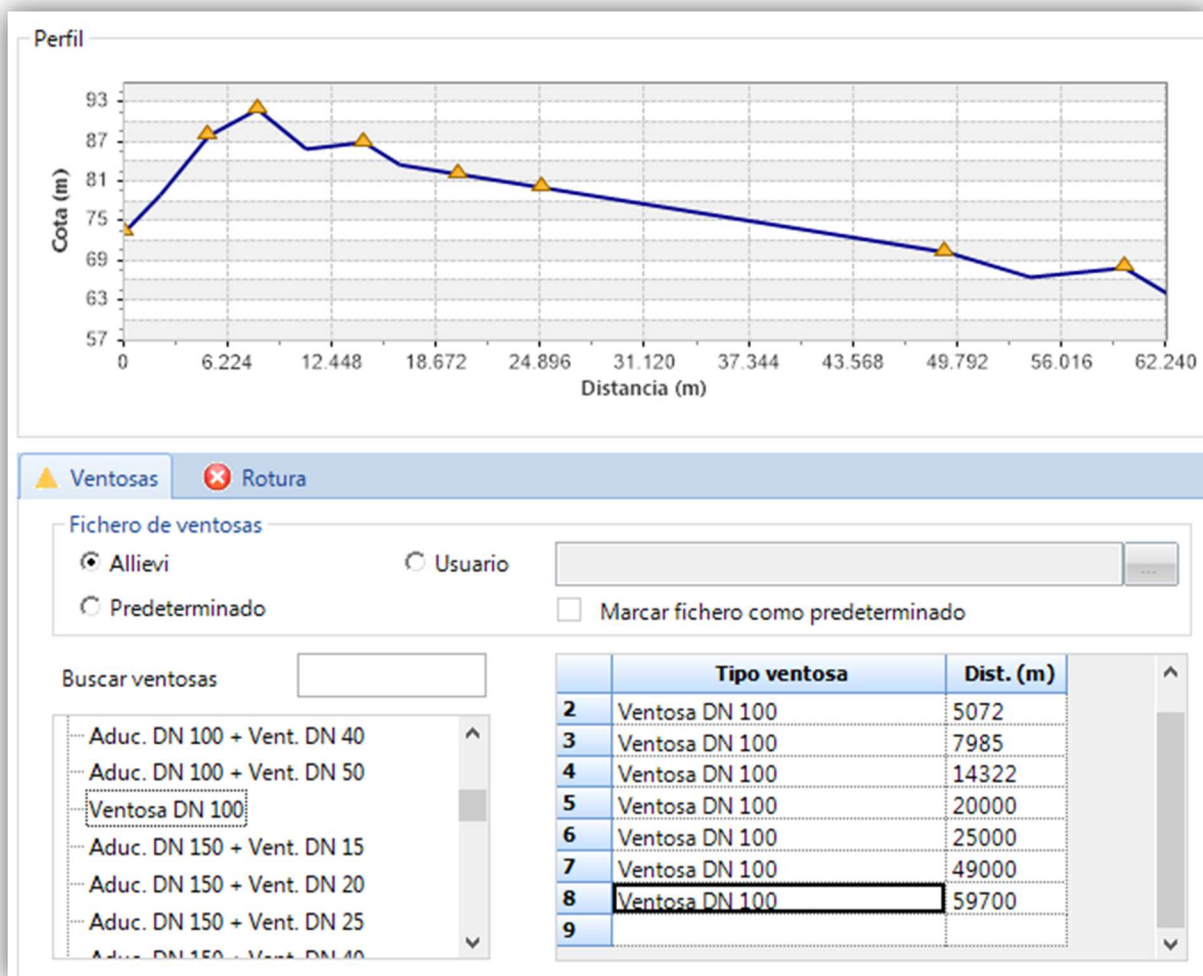 Perfil
93
87
81
75
69
63
57
Cota (m)
0 6.224 12.448 18.672 24.896 31.120 37.344 43.568 49.792 56.016 62.240
Distancia (m)
Ventosas Rotura
Fichero de ventosas
Allievi Usuario ...
Predeterminado Marcar fichero como predeterminado
Buscar ventosas
Aduc. DN 100 + Vent. DN 40
Aduc. DN 100 + Vent. DN 50
Ventosa DN 100
Aduc. DN 150 + Vent. DN 15
Aduc. DN 150 + Vent. DN 20
Aduc. DN 150 + Vent. DN 25
Aduc. DN 150 + Vent. DN 40
Tipo ventosa Dist. (m)
2 Ventosa DN 100 5072
3 Ventosa DN 100 7985
4 Ventosa DN 100 14322
5 Ventosa DN 100 20000
6 Ventosa DN 100 25000
7 Ventosa DN 100 49000
8 Ventosa DN 100 59700
9